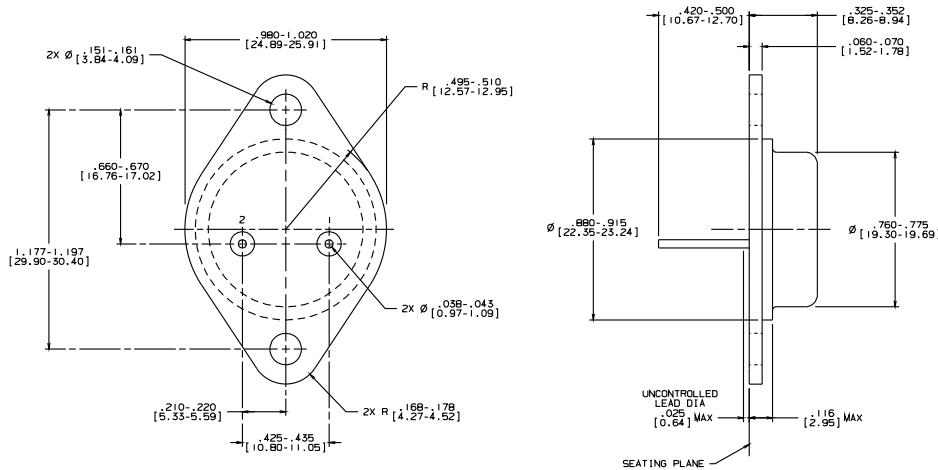 .980-1.020
[24.89-25.91]
2X Ø .151-.161
[3.84-4.09]
R .495-.510
[12.57-12.95]
.660-.670
[16.76-17.02]
1.177-1.197
[29.90-30.40]
2
1
2X Ø .038-.043
[0.97-1.09]
2X R .168-.178
[4.27-4.52]
.210-.220
[5.33-5.59]
.425-.435
[10.80-11.05]
.420-.500
[10.67-12.70]
.325-.352
[8.26-8.94]
.060-.070
[1.52-1.78]
Ø .880-.915
[22.35-23.24]
Ø .760-.775
[19.30-19.69]
UNCONTROLLED
LEAD DIA
.025
[0.64] MAX
.116
[2.95] MAX
SEATING PLANE